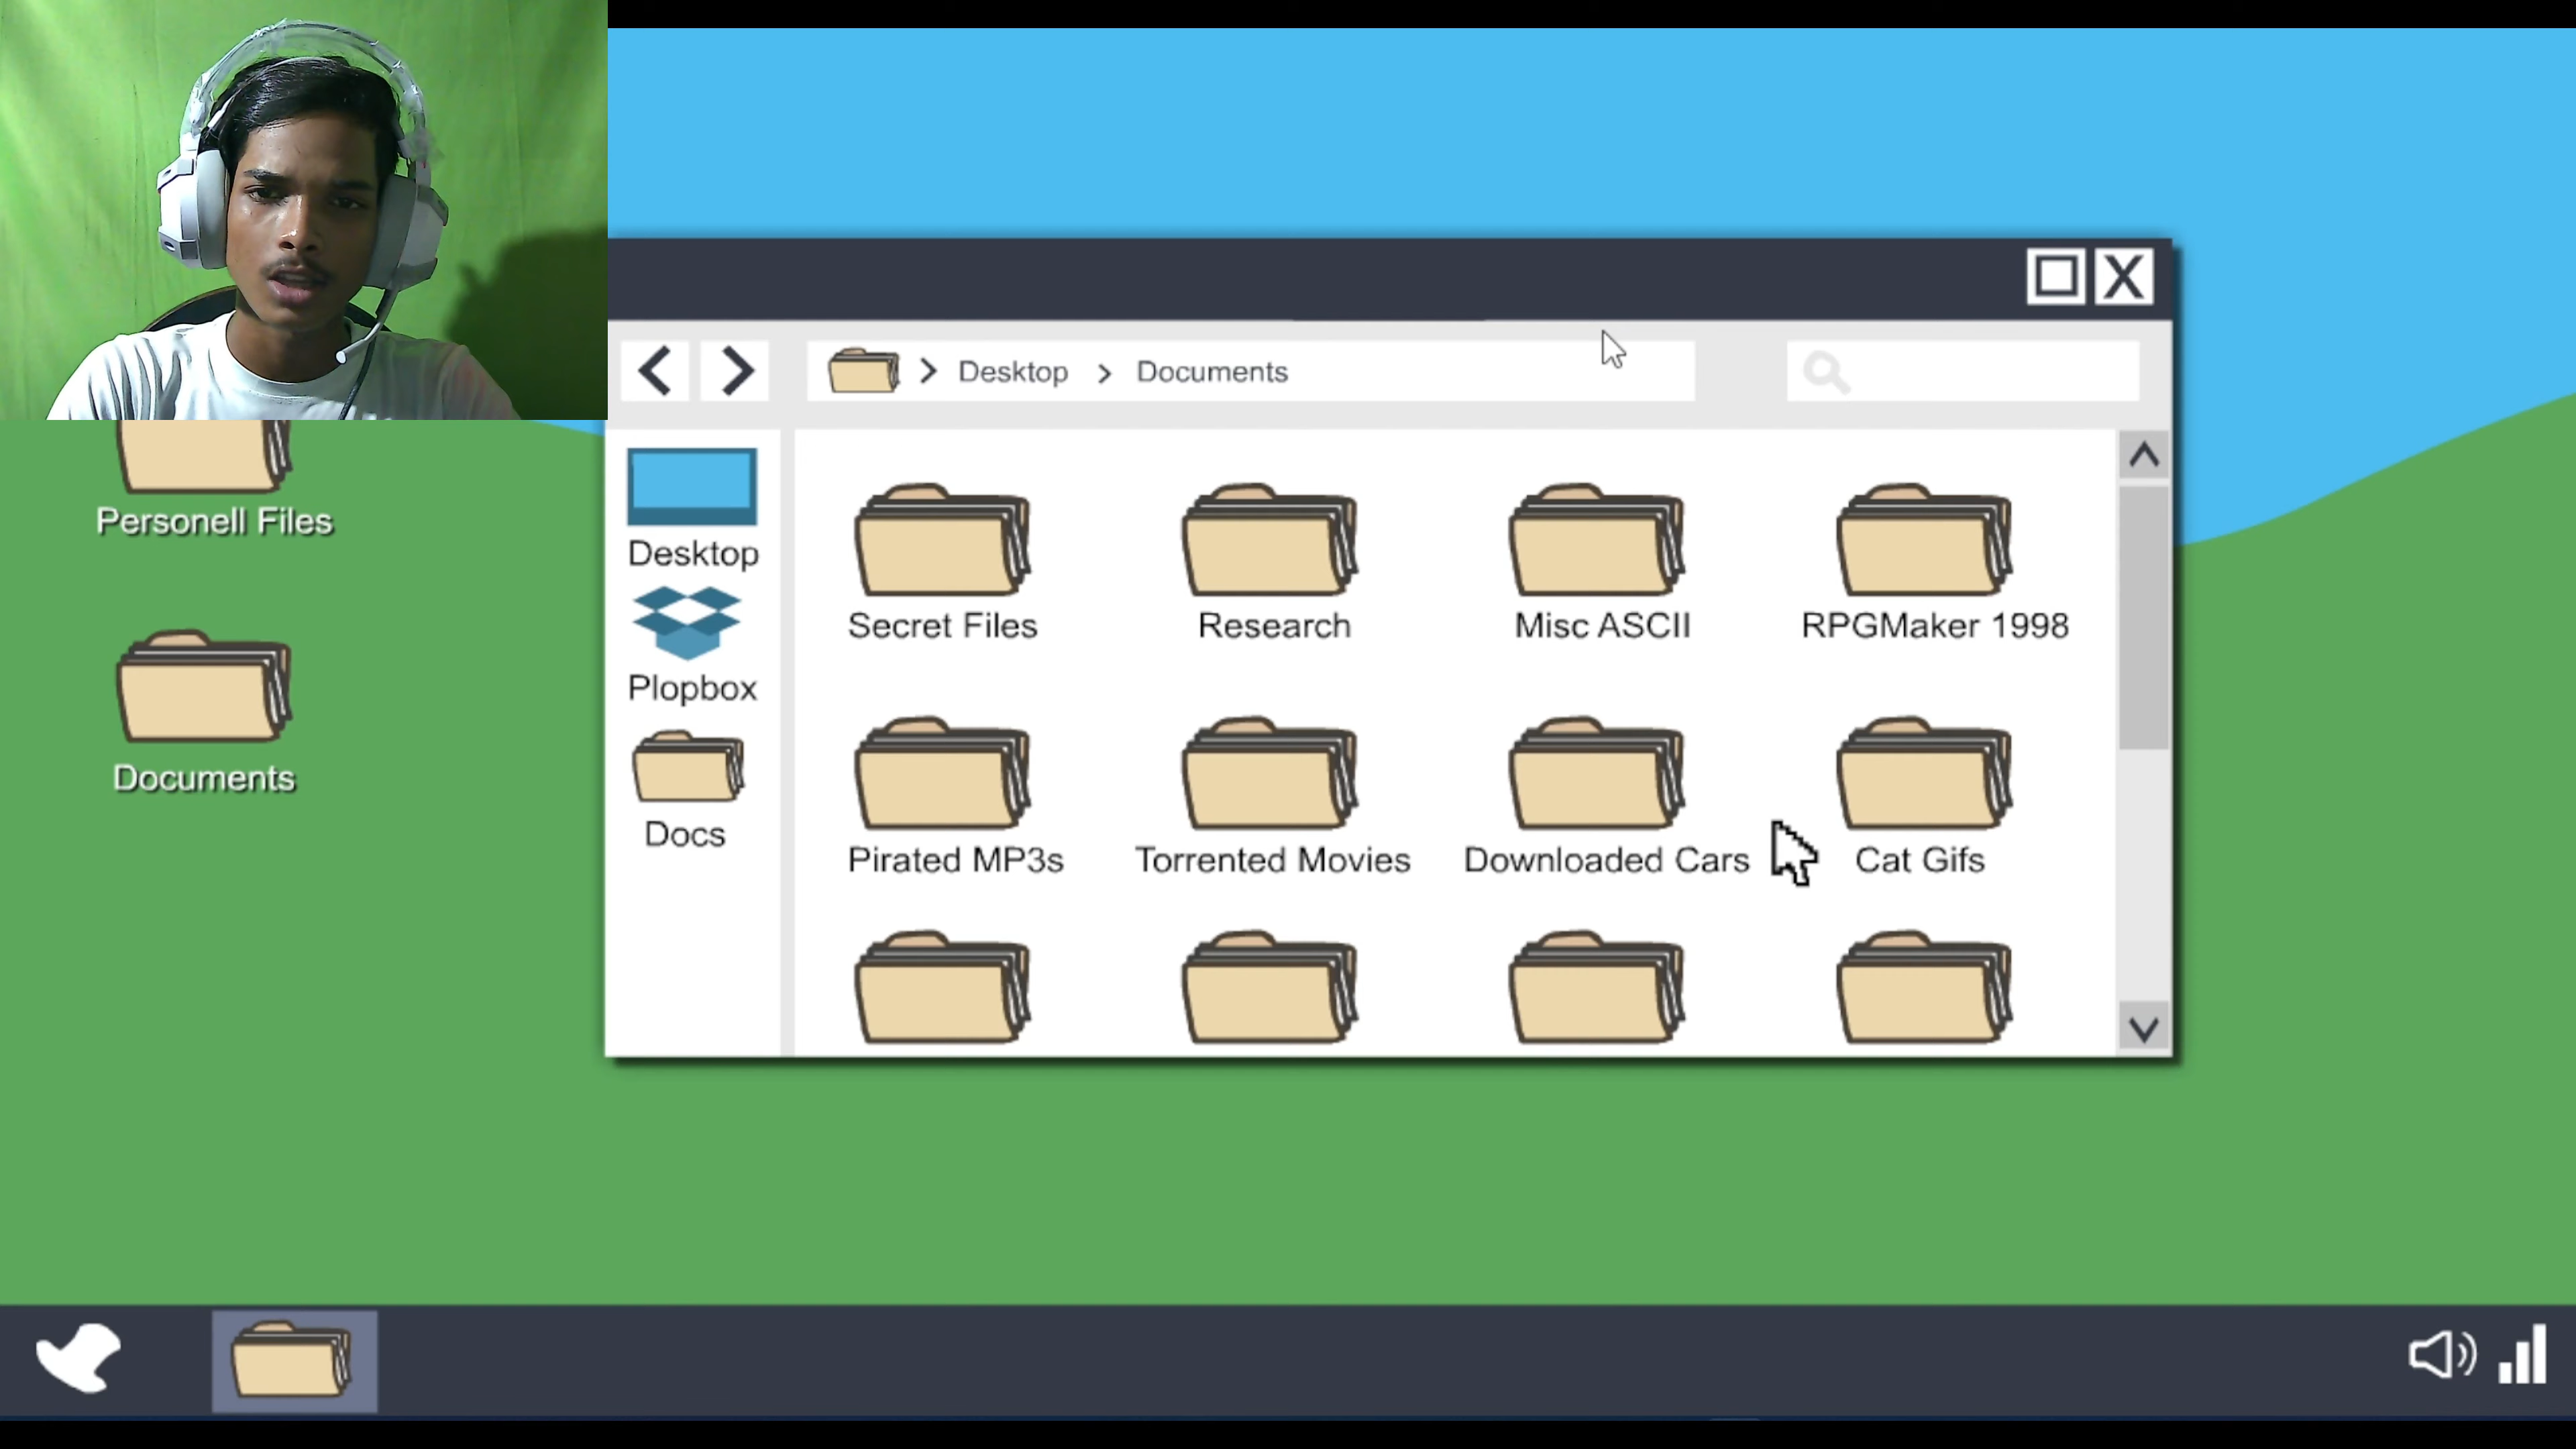 Desktop > Documents
Personell Files
Documents
Desktop
Plopbox
Docs
Secret Files
Research
Misc ASCII
RPGMaker 1998
Pirated MP3s
Torrented Movies
Downloaded Cars
Cat Gifs